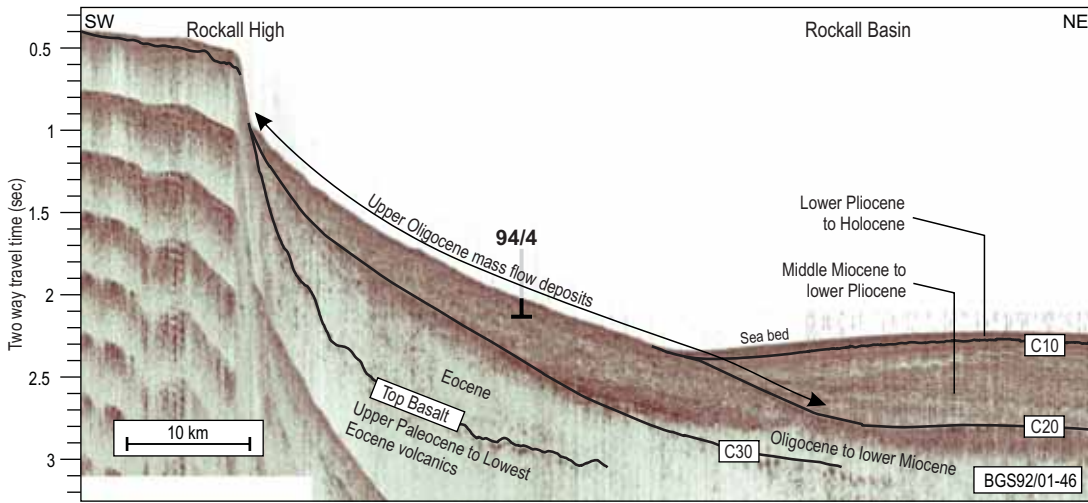 SW
Rockall High
Rockall Basin
NE
0.5
1
1.5
2
2.5
3
Two way travel time (sec)
Upper Oligocene mass flow deposits
94/4
Lower Pliocene
to Holocene
Middle Miocene to
lower Pliocene
Sea bed
C10
C20
C30
Eocene
Top Basalt
Upper Paleocene to Lowest
Eocene volcanics
Oligocene to lower Miocene
10 km
BGS92/01-46